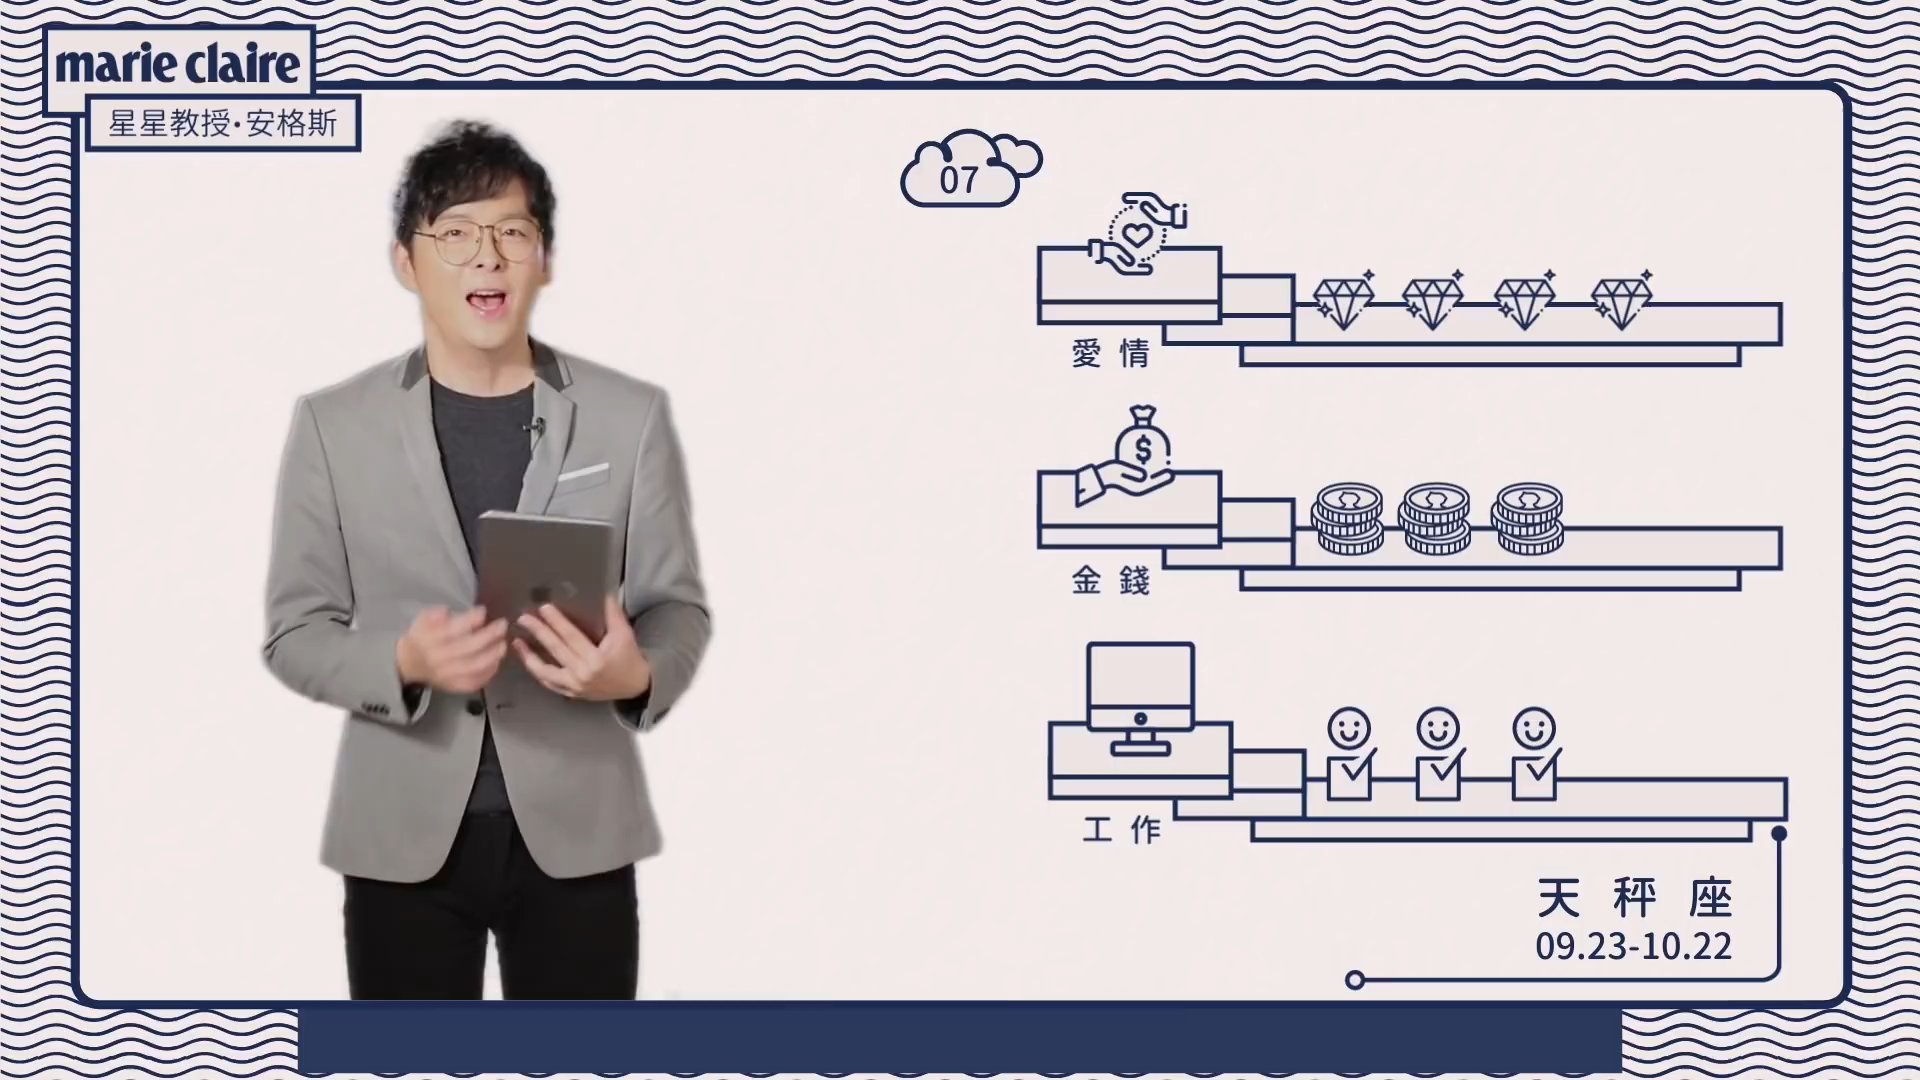 marie claire
星星教授·安格斯
07
愛情
$
金錢
工作
天秤座
09.23-10.22